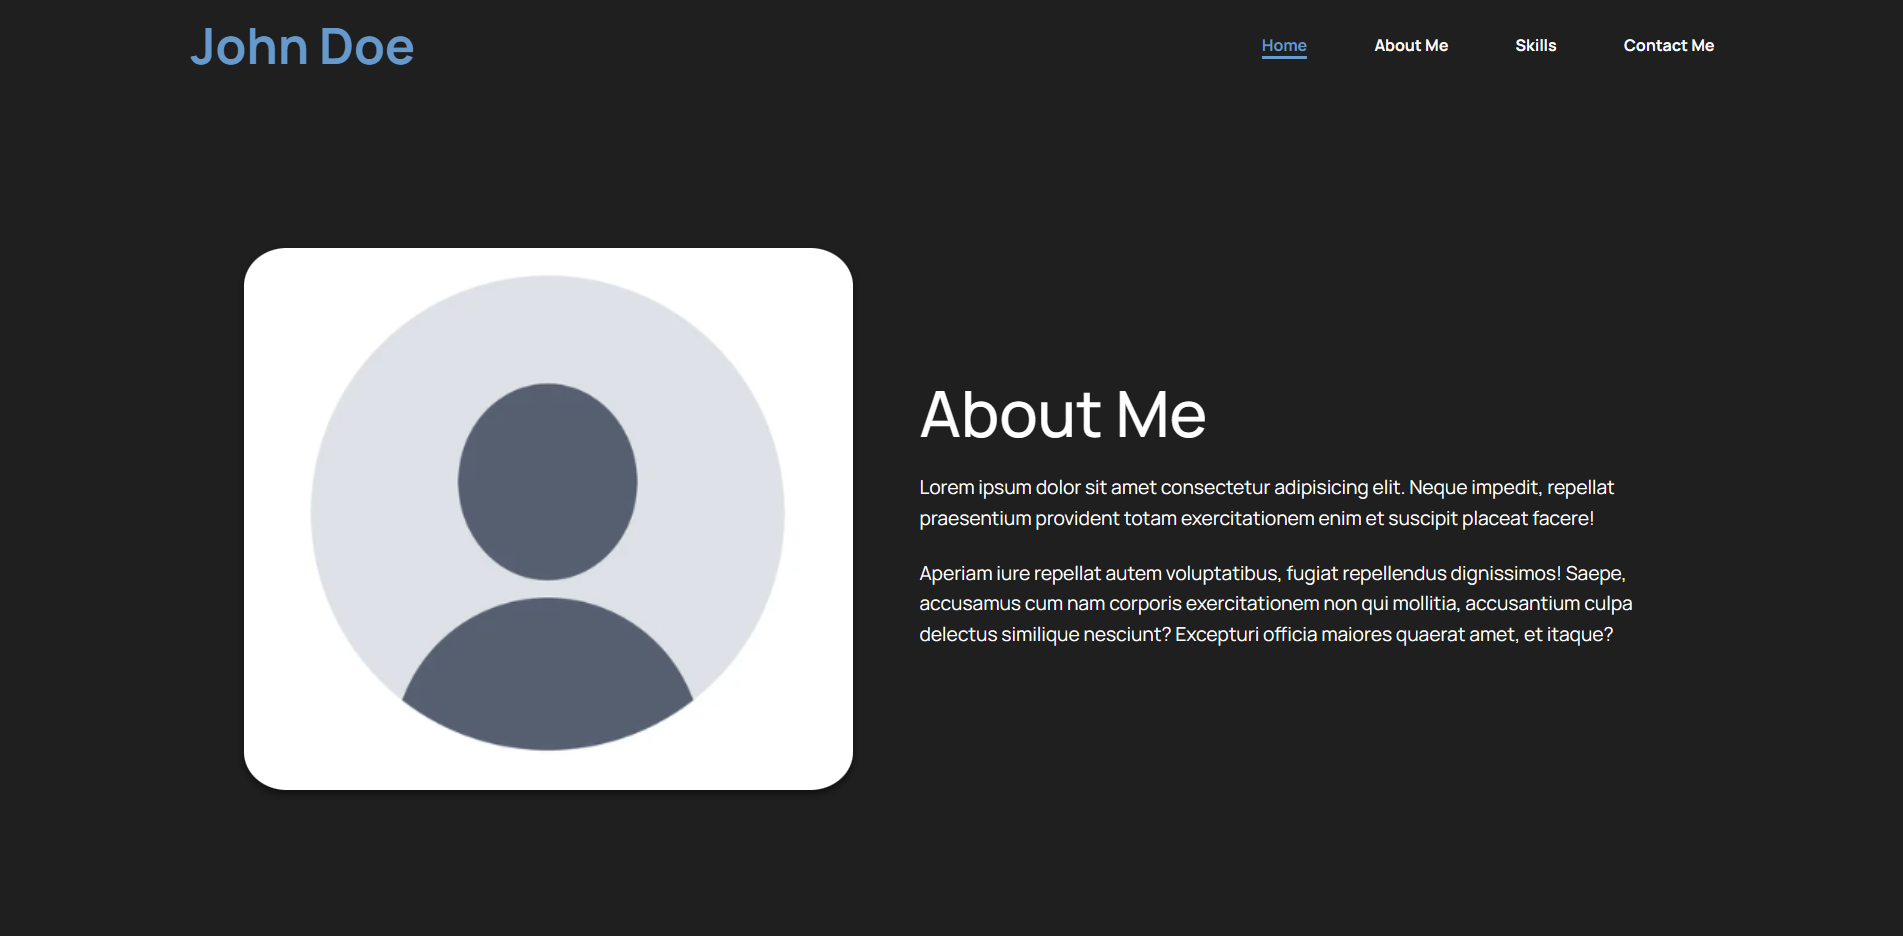 John Doe
Home
About Me
Skills
Contact Me
About Me
Lorem ipsum dolor sit amet consectetur adipisicing elit. Neque impedit, repellat
praesentium provident totam exercitationem enim et suscipit placeat facere!
Aperiam iure repellat autem voluptatibus, fugiat repellendus dignissimos! Saepe,
accusamus cum nam corporis exercitationem non qui mollitia, accusantium culpa
delectus similique nesciunt? Excepturi officia maiores quaerat amet, et itaque?